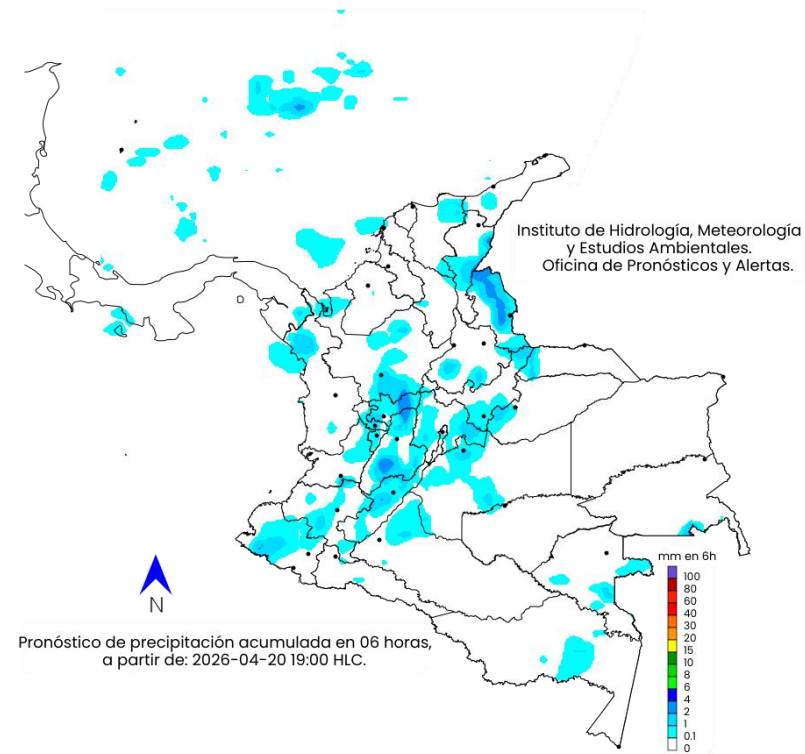 Instituto de Hidrología, Meteorología
y Estudios Ambientales.
Oficina de Pronósticos y Alertas.
mm en 6h
100
80
60
40
30
20
15
10
8
6
4
2
1
0.1
0
N
Pronóstico de precipitación acumulada en 06 horas,
a partir de: 2026-04-20 19:00 HLC.